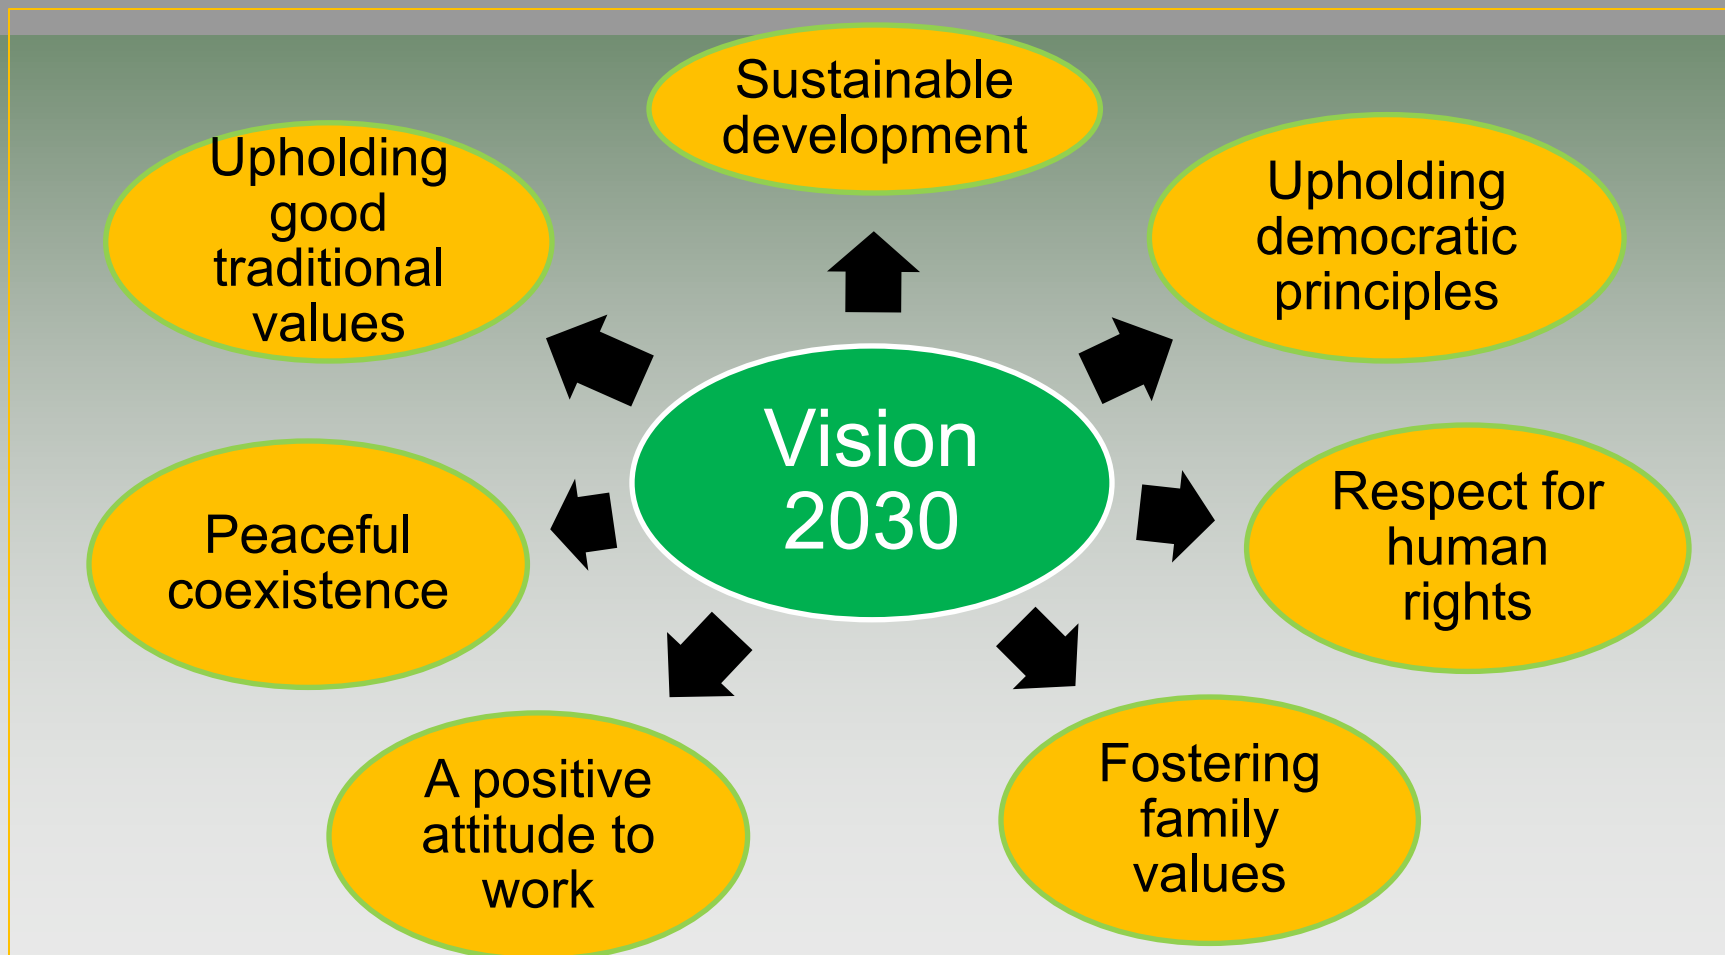 Sustainable
development
Upholding
democratic
principles
Respect for
human
rights
Fostering
family
values
A positive
attitude to
work
Peaceful
coexistence
Upholding
good
traditional
values
Vision
2030